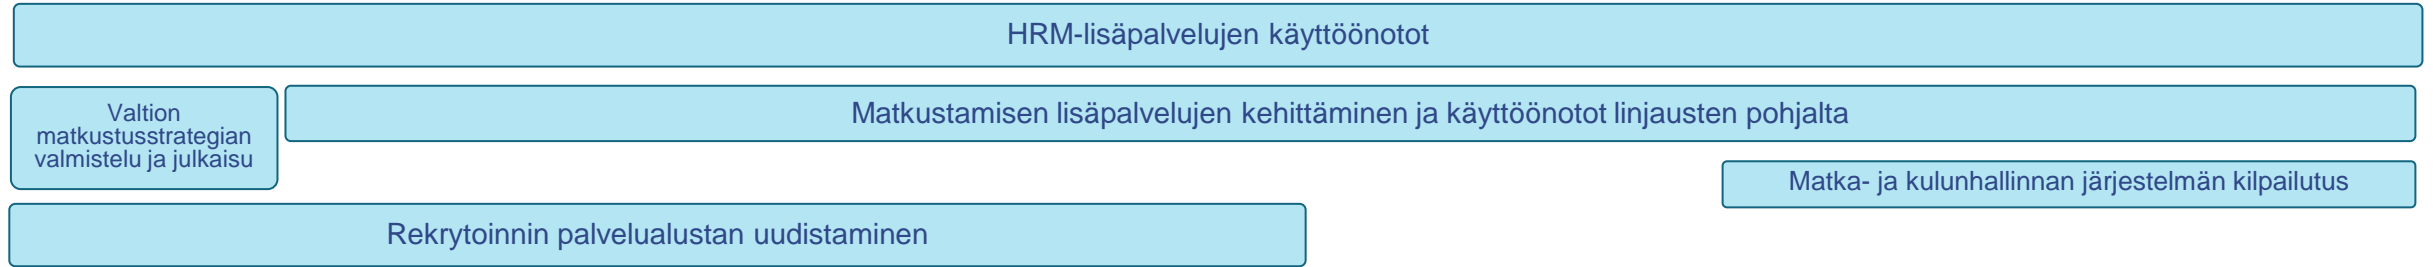 HRM-lisäpalvelujen käyttöönotot
Valtion
matkustusstrategian
valmistelu ja julkaisu
Matkustamisen lisäpalvelujen kehittäminen ja käyttöönotot linjausten pohjalta
Matka- ja kulunhallinnan järjestelmän kilpailutus
Rekrytoinnin palvelualustan uudistaminen